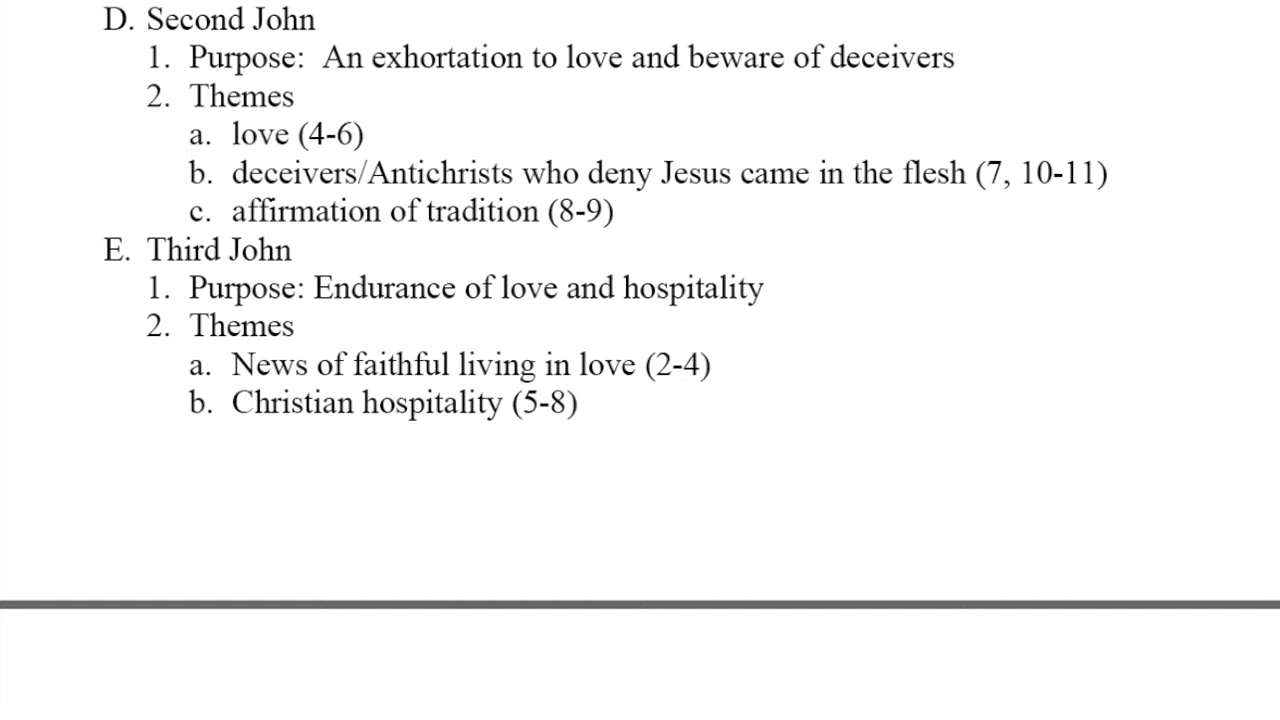 D. Second John
1. Purpose:  An exhortation to love and beware of deceivers
2. Themes
a. love (4-6)
b. deceivers/Antichrists who deny Jesus came in the flesh (7, 10-11)
c. affirmation of tradition (8-9)
E. Third John
1. Purpose: Endurance of love and hospitality
2. Themes
a. News of faithful living in love (2-4)
b. Christian hospitality (5-8)